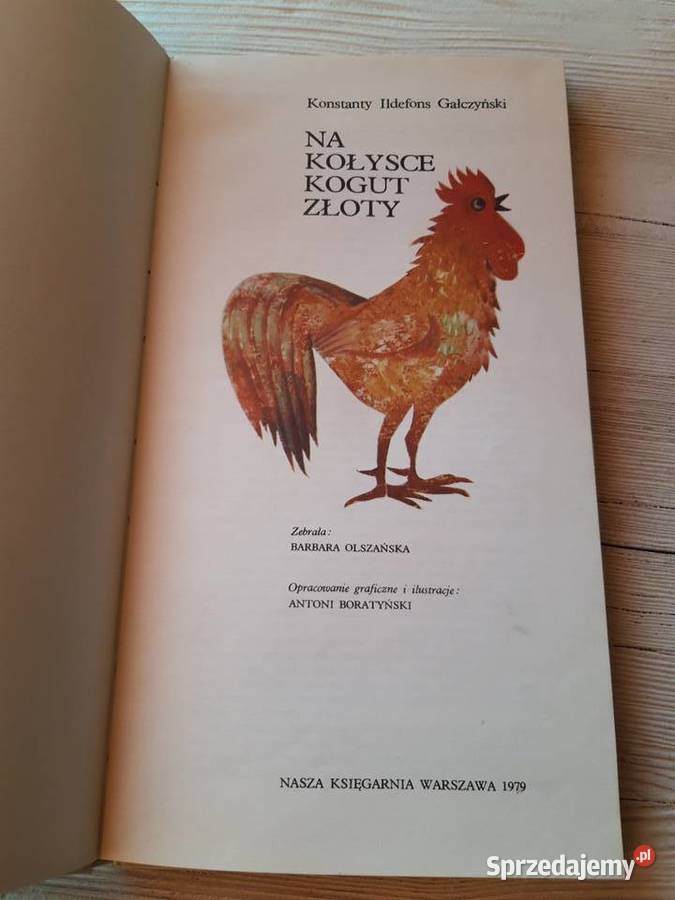 Konstanty Ildefons Gałczyński
NA
KOŁYSCE
KOGUT
ZŁOTY
Zebrała:
BARBARA OLSZAŃSKA
Opracowanie graficzne i ilustracje:
ANTONI BORATYŃSKI
NASZA KSIĘGARNIA WARSZAWA 1979
Sprzedajemy.pl